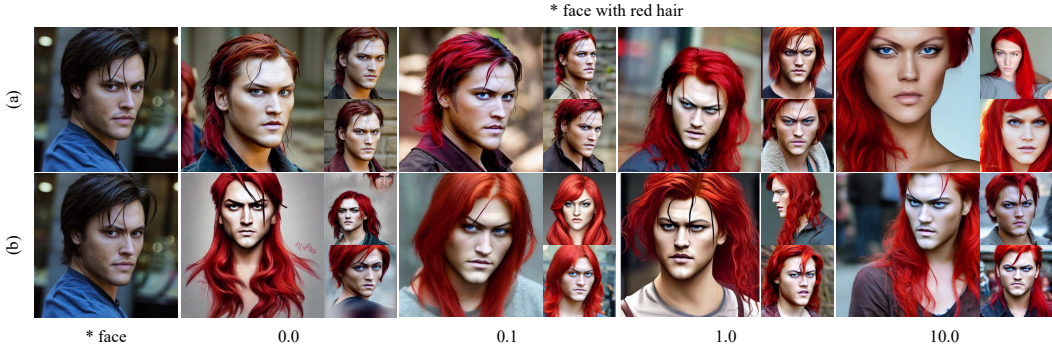 * face with red hair
(a)
(b)
* face
0.0
0.1
1.0
10.0